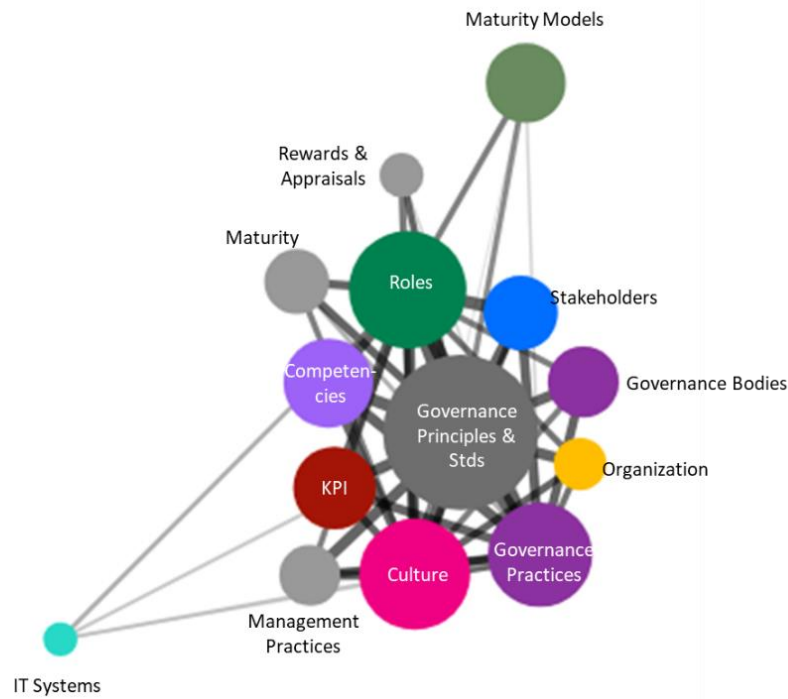 Maturity Models
Rewards &
Appraisals
Maturity
Roles
Stakeholders
Competen-
cies
Governance Bodies
Governance
Principles &
Stds
Organization
KPI
Governance
Practices
Culture
Management
Practices
IT Systems